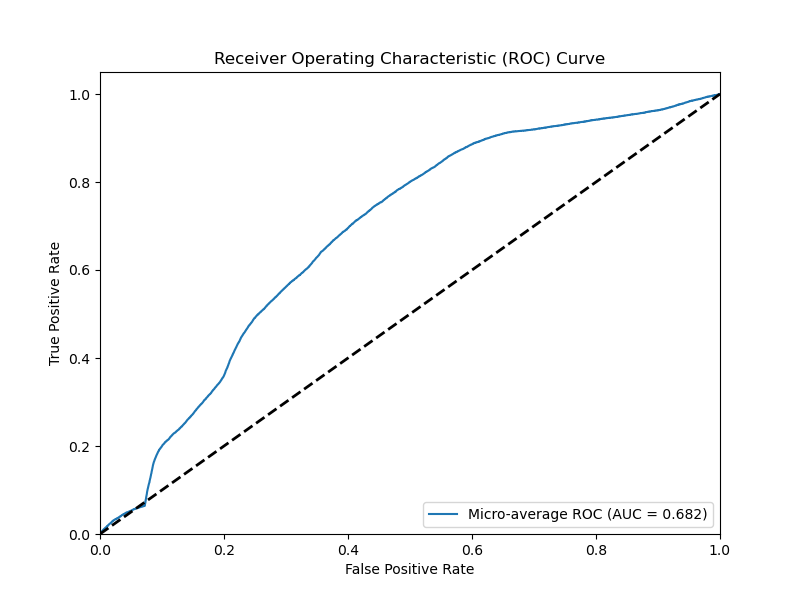 Receiver Operating Characteristic (ROC) Curve
True Positive Rate
1.0
0.8
0.6
0.4
0.2
0.0
0.0 0.2 0.4 0.6 0.8 1.0
False Positive Rate
Micro-average ROC (AUC = 0.682)